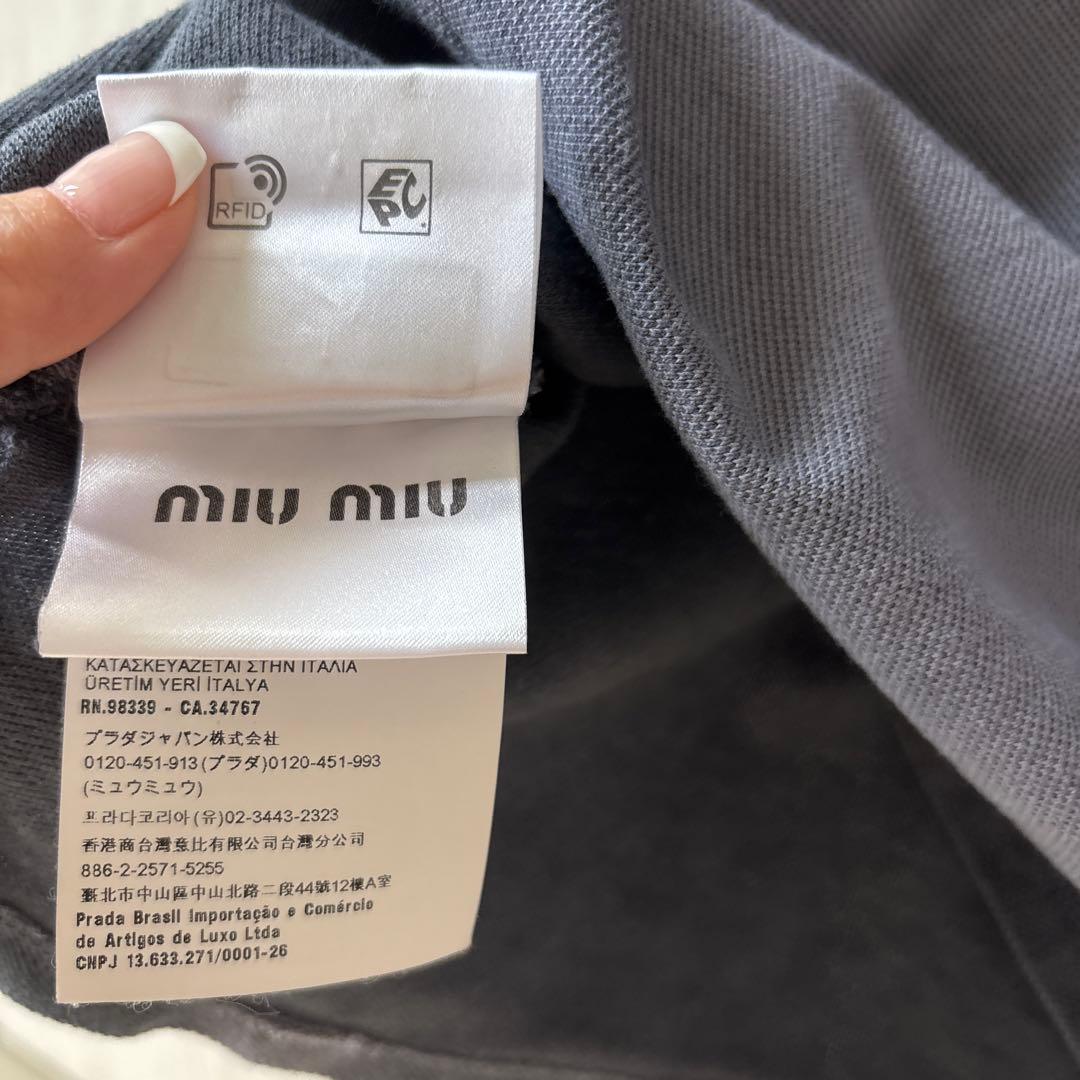 RFID
EPC
miu miu
ΚΑΤΑΣΚΕΥΑΖΕΤΑΙ ΣΤΗΝ ΙΤΑΛΙΑ
ÜRETİM YERİ İTALYA
RN.98339 - CA.34767
プラダジャパン株式会社
0120-451-913(プラダ)0120-451-993
(ミュウミュウ)
프라다코리아(유)02-3443-2323
香港商台灣意比有限公司台灣分公司
886-2-2571-5255
臺北市中山區中山北路二段44號12樓A室
Prada Brasil Importação e Comércio
de Artigos de Luxo Ltda
CNPJ 13.633.271/0001-26